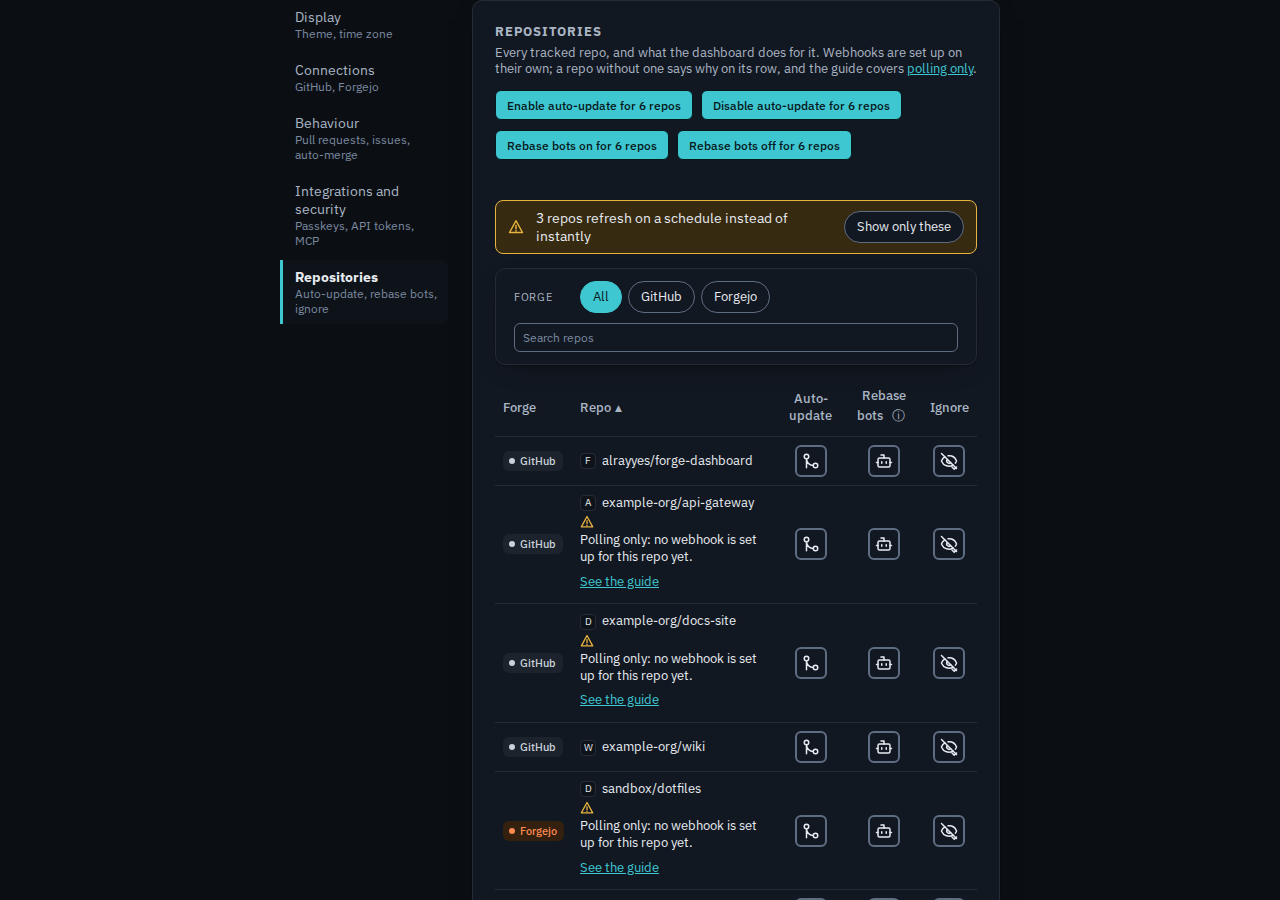 Display
Theme, time zone
Connections
GitHub, Forgejo
Behaviour
Pull requests, issues,
auto-merge
Integrations and
security
Passkeys, API tokens,
MCP
Repositories
Auto-update, rebase bots,
ignore
REPOSITORIES
Every tracked repo, and what the dashboard does for it. Webhooks are set up on
their own; a repo without one says why on its row, and the guide covers polling only.
Enable auto-update for 6 repos
Disable auto-update for 6 repos
Rebase bots on for 6 repos
Rebase bots off for 6 repos
3 repos refresh on a schedule instead of
instantly
Show only these
FORGE
All
GitHub
Forgejo
Search repos
Forge
Repo ▲
Auto-
update
Rebase
bots ⓘ
Ignore
GitHub
F alrayyes/forge-dashboard
GitHub
A example-org/api-gateway
Polling only: no webhook is set
up for this repo yet.
See the guide
GitHub
D example-org/docs-site
Polling only: no webhook is set
up for this repo yet.
See the guide
GitHub
W example-org/wiki
Forgejo
D sandbox/dotfiles
Polling only: no webhook is set
up for this repo yet.
See the guide